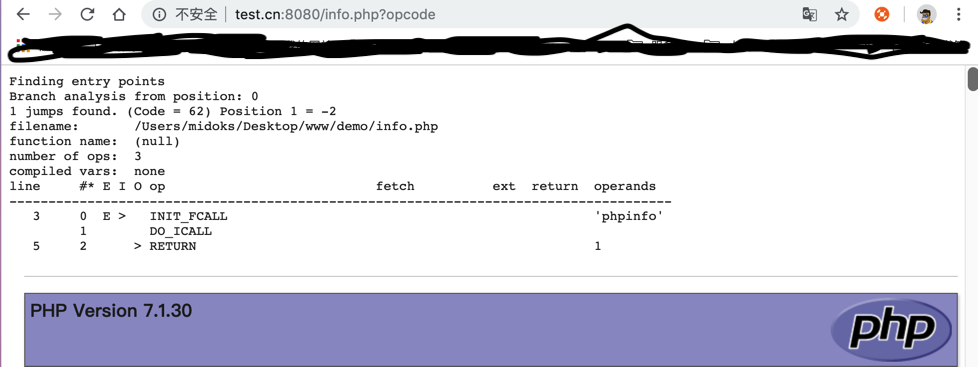 不安全 | test.cn:8080/info.php?opcode
Finding entry points
Branch analysis from position: 0
1 jumps found. (Code = 62) Position 1 = -2
filename:       /Users/midoks/Desktop/www/demo/info.php
function name:  (null)
number of ops:  3
compiled vars:  none
line      #* E I O op                           fetch          ext  return  operands
-------------------------------------------------------------------------------------
   3      0  E >   INIT_FCALL                                               'phpinfo'
          1        DO_ICALL
   5      2      > RETURN                                                   1
PHP Version 7.1.30
php